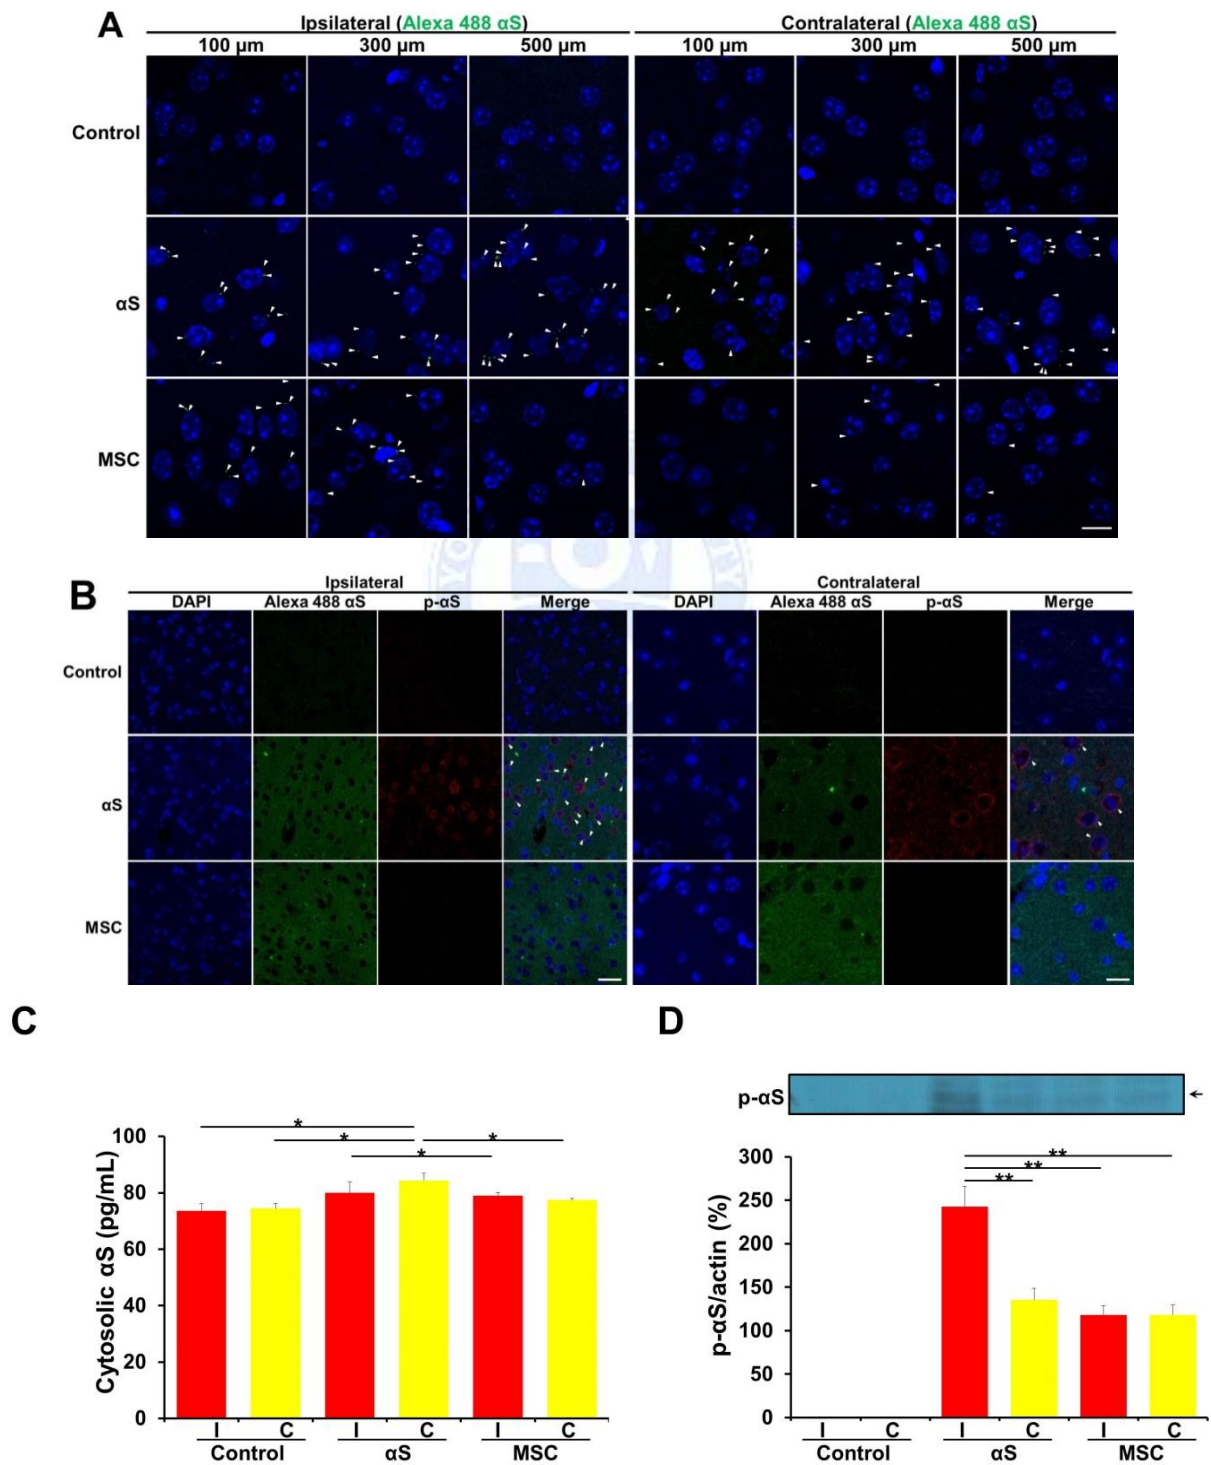 A
Ipsilateral (Alexa 488 αS) Contralateral (Alexa 488 αS)
100 µm 300 µm 500 µm 100 µm 300 µm 500 µm
Control
αS
MSC
B
Ipsilateral Contralateral
DAPI Alexa 488 αS p-αS Merge DAPI Alexa 488 αS p-αS Merge
Control
αS
MSC
C
Cytosolic αS (pg/mL)
100
80
60
40
20
0
* * * *
I C I C I C
Control αS MSC
D
p-αS
p-αS/actin (%)
300
250
200
150
100
50
0
** ** **
I C I C I C
Control αS MSC